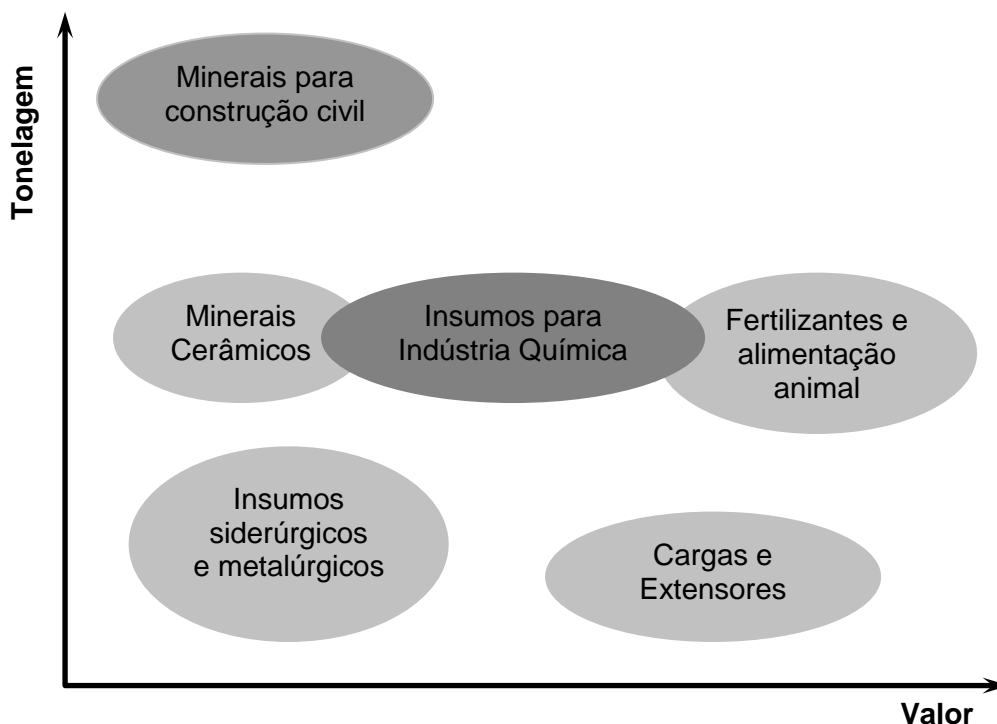 Tonelagem
Minerais para
construção civil
Minerais
Cerâmicos
Insumos para
Indústria Química
Fertilizantes e
alimentação
animal
Insumos
siderúrgicos
e metalúrgicos
Cargas e
Extensores
Valor